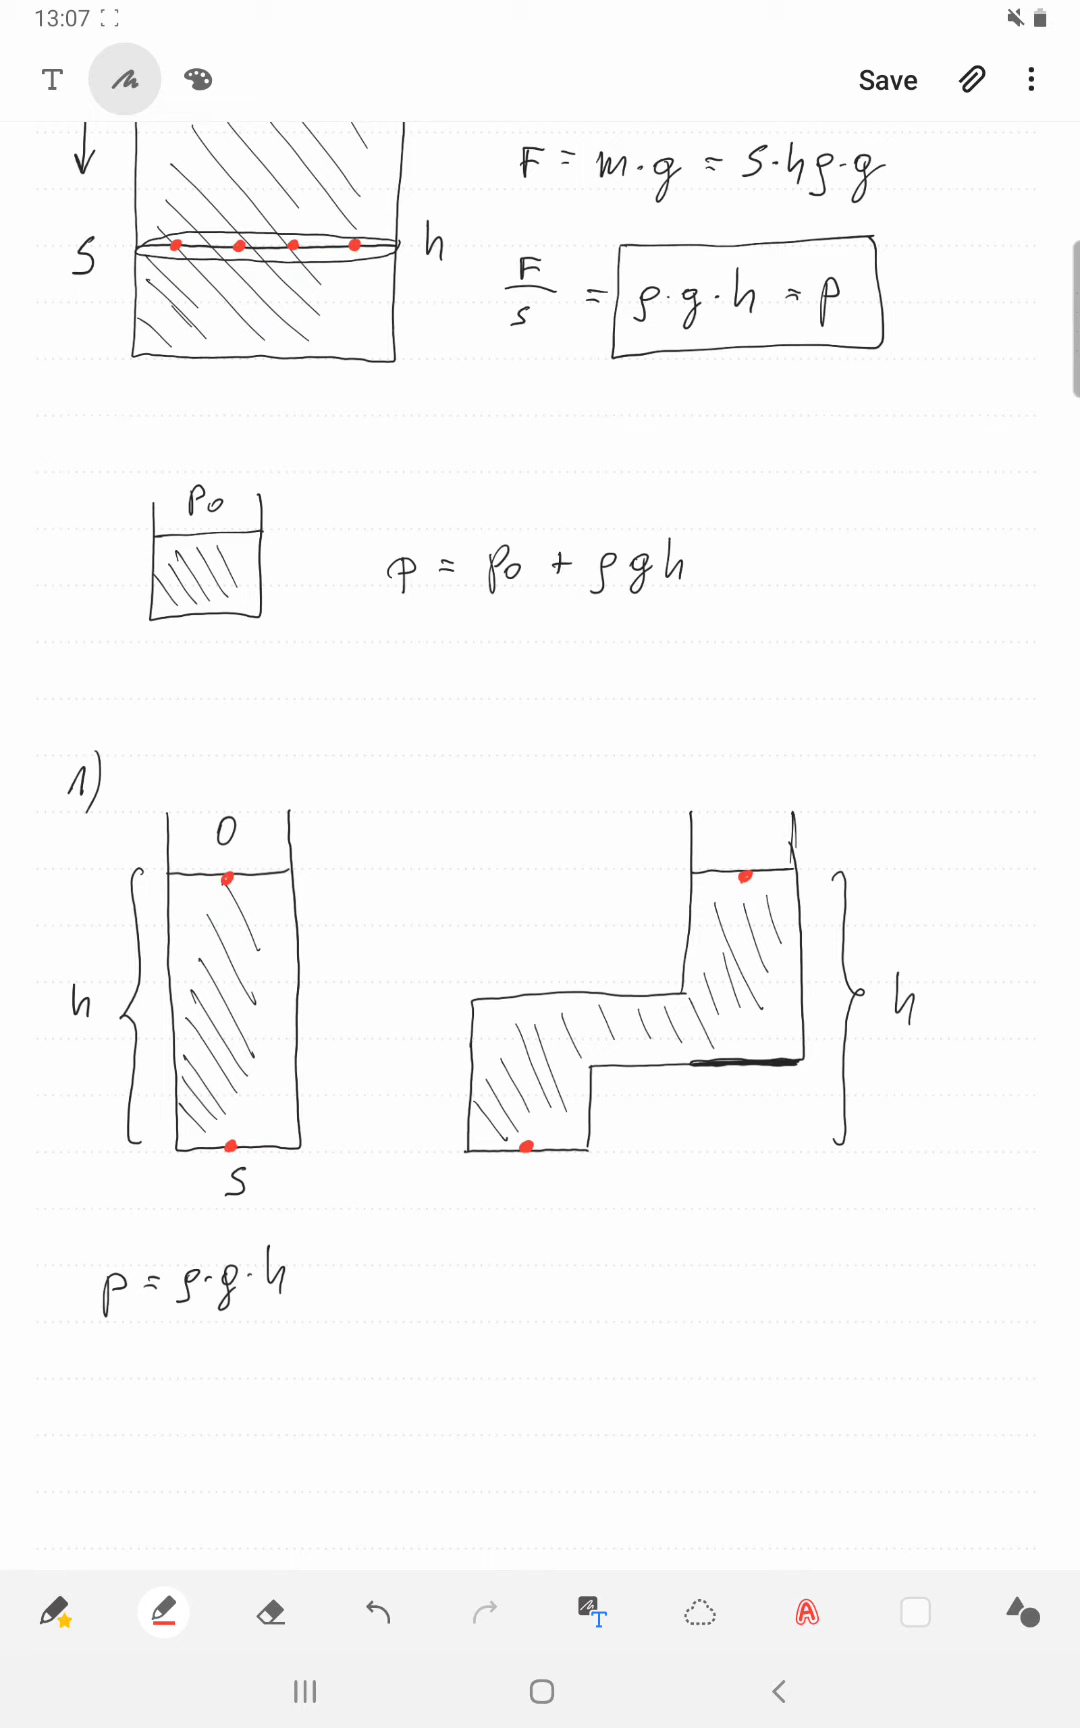 13:07
T Save
F = m·g = S·hρ·g
S h
F/s = ρ·g·h = p
p₀
p = p₀ + ρgh
1)
0
h h
S
p = ρ·g·h
T A